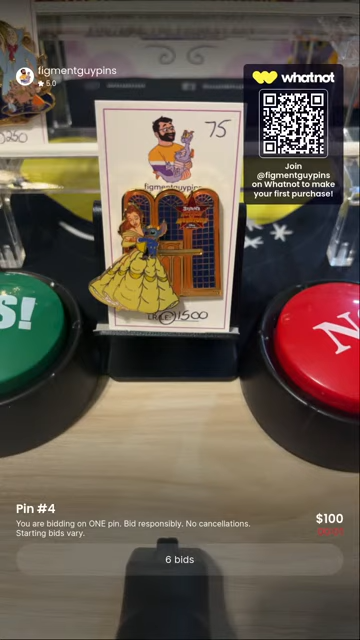 figmentguypins
5.0
whatnot
Join
@figmentguypins
on Whatnot to make
your first purchase!
75
figmentguypins
250
1500
S!
N
Pin #4
$100
You are bidding on ONE pin. Bid responsibly. No cancellations.
Starting bids vary.
6 bids